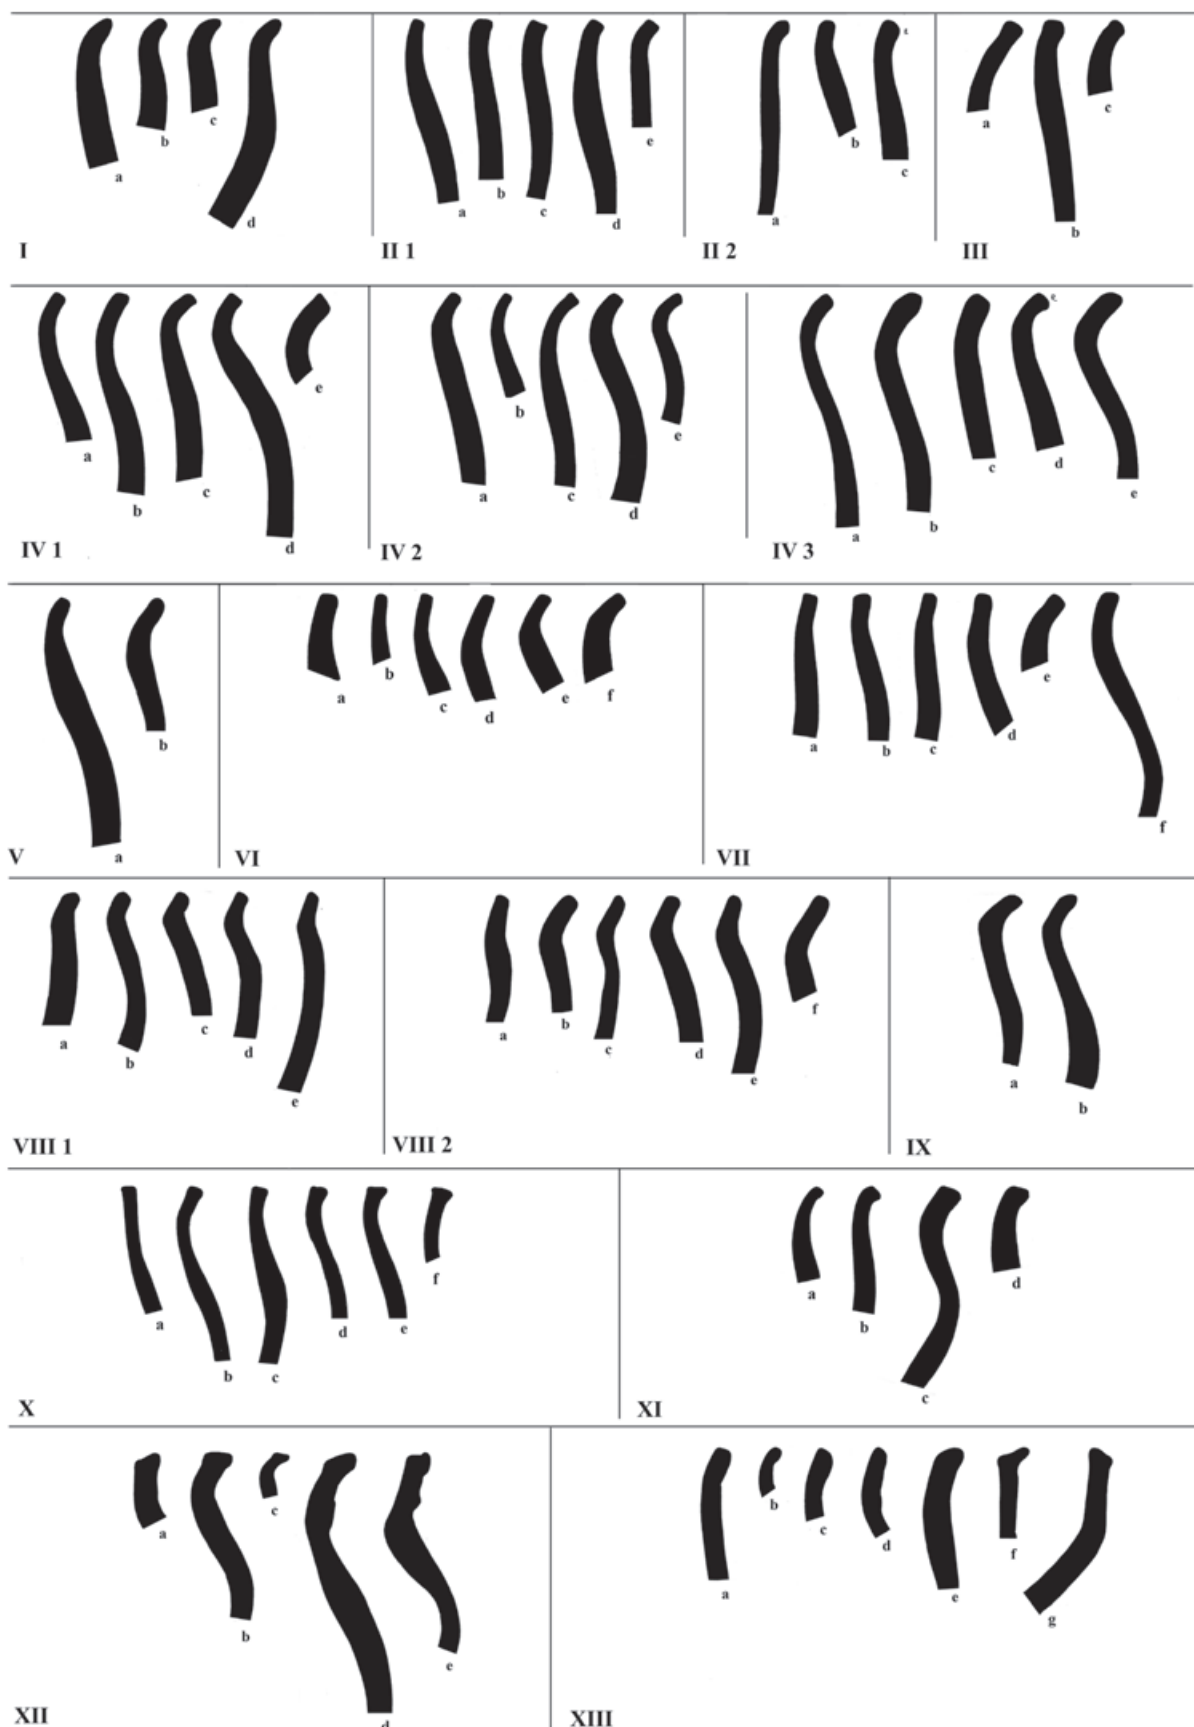 a b c d
I
a b c d e
II 1
a b c
II 2
a b c
III
a b c d e
IV 1
a b c d e
IV 2
a b c d e
IV 3
a b
V
a b c d e f
VI
a b c d e f
VII
a b c d e
VIII 1
a b c d e f
VIII 2
a b
IX
a b c d e f
X
a b c d
XI
a b c d e
XII
a b c d e f g
XIII